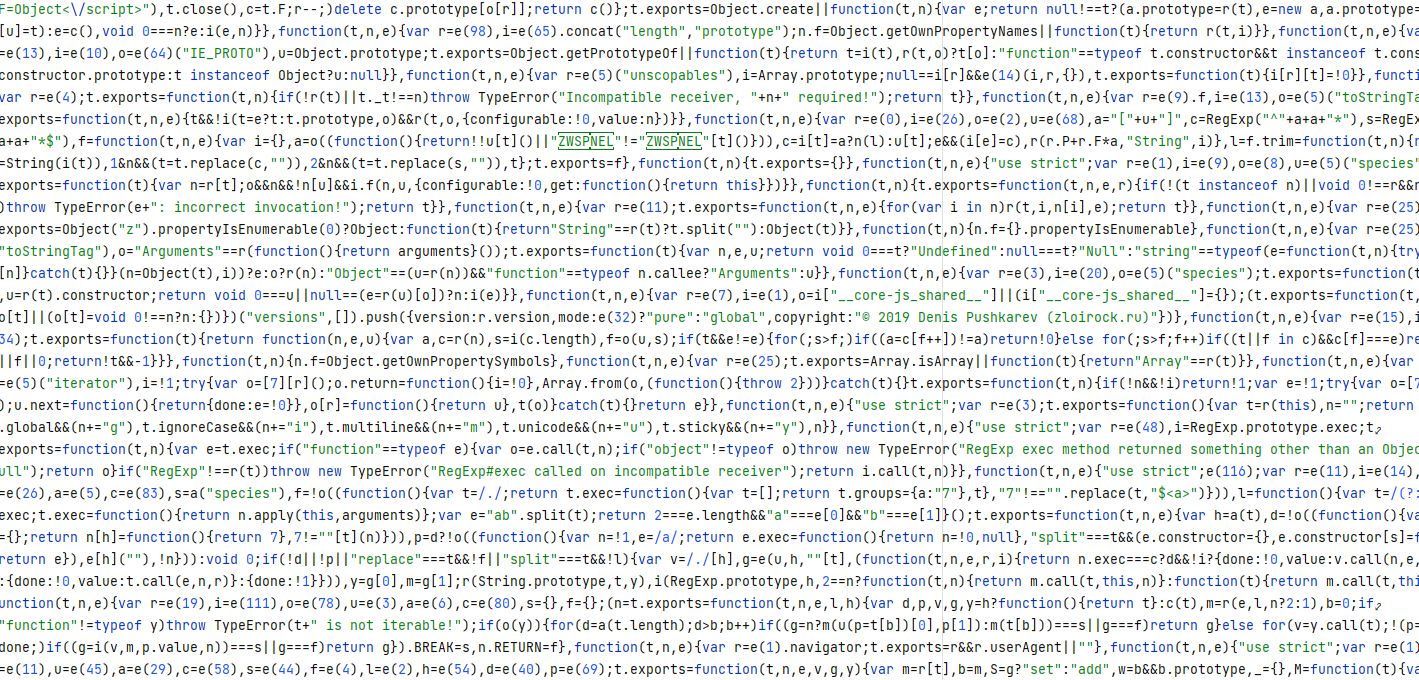 F=Object<\/script>"),t.close(),c=t.F;r--;)delete c.prototype[o[r]];return c()};t.exports=Object.create||function(t,n){var e;return null!==t?(a.prototype=r(t),e=new a,a.prototype=
[u]=t):e=c(),void 0===n?e:i(e,n)}},function(t,n,e){var r=e(98),i=e(65).concat("length","prototype");n.f=Object.getOwnPropertyNames||function(t){return r(t,i)}},function(t,n,e){va
=e(13),i=e(10),o=e(64)("IE_PROTO"),u=Object.prototype;t.exports=Object.getPrototypeOf||function(t){return t=i(t),r(t,o)?t[o]:"function"==typeof t.constructor&&t instanceof t.cons
constructor.prototype:t instanceof Object?u:null}},function(t,n,e){var r=e(5)("unscopables"),i=Array.prototype;null==i[r]&&e(14)(i,r,{}),t.exports=function(t){i[r][t]=!0}},functi
var r=e(4);t.exports=function(t,n){if(!r(t)||t._t!==n)throw TypeError("Incompatible receiver, "+n+" required!");return t}},function(t,n,e){var r=e(9).f,i=e(13),o=e(5)("toStringTa
exports=function(t,n,e){t&&!i(t=e?t:t.prototype,o)&&r(t,o,{configurable:!0,value:n})}},function(t,n,e){var r=e(0),i=e(26),o=e(2),u=e(68),a="["+u+"]",c=RegExp("^"+a+a+"*"),s=RegEx
a+a+"*$"),f=function(t,n,e){var i={},a=o((function(){return!!u[t]()||"ZWSPNEL"!="ZWSPNEL"[t]()})),c=i[t]=a?n(l):u[t];e&&(i[e]=c),r(r.P+r.F*a,"String",i)},l=f.trim=function(t,n){r
=String(i(t)),1&n&&(t=t.replace(c,"")),2&n&&(t=t.replace(s,"")),t};t.exports=f},function(t,n){t.exports={}},function(t,n,e){"use strict";var r=e(1),i=e(9),o=e(8),u=e(5)("species"
exports=function(t){var n=r[t];o&&n&&!n[u]&&i.f(n,u,{configurable:!0,get:function(){return this}})}},function(t,n){t.exports=function(t,n,e,r){if(!(t instanceof n)||void 0!==r&&r
)throw TypeError(e+": incorrect invocation!");return t}},function(t,n,e){var r=e(11);t.exports=function(t,n,e){for(var i in n)r(t,i,n[i],e);return t}},function(t,n,e){var r=e(25)
exports=Object("z").propertyIsEnumerable(0)?Object:function(t){return"String"==r(t)?t.split(""):Object(t)}},function(t,n){n.f={}.propertyIsEnumerable},function(t,n,e){var r=e(25)
"toStringTag"),o="Arguments"==r(function(){return arguments}());t.exports=function(t){var n,e,u;return void 0===t?"Undefined":null===t?"Null":"string"==typeof(e=function(t,n){try
[n]}catch(t){}}(n=Object(t),i))?e:o?r(n):"Object"==(u=r(n))&&"function"==typeof n.callee?"Arguments":u}},function(t,n,e){var r=e(3),i=e(20),o=e(5)("species");t.exports=function(t
,u=r(t).constructor;return void 0===u||null==(e=r(u)[o])?n:i(e)}},function(t,n,e){var r=e(7),i=e(1),o=i["__core-js_shared__"]||(i["__core-js_shared__"]={});(t.exports=function(t,
o[t]||(o[t]=void 0!==n?n:{})})("versions",[]).push({version:r.version,mode:e(32)?"pure":"global",copyright:"© 2019 Denis Pushkarev (zloirock.ru)"})},function(t,n,e){var r=e(15),i
34);t.exports=function(t){return function(n,e,u){var a,c=r(n),s=i(c.length),f=o(u,s);if(t&&e!=e){for(;s>f;)if((a=c[f++])!=a)return!0}else for(;s>f;f++)if((t||f in c)&&c[f]===e)re
||f||0;return!t&&-1}}},function(t,n){n.f=Object.getOwnPropertySymbols},function(t,n,e){var r=e(25);t.exports=Array.isArray||function(t){return"Array"==r(t)}},function(t,n,e){var
=e(5)("iterator"),i=!1;try{var o=[7][r]();o.return=function(){i=!0},Array.from(o,(function(){throw 2}))}catch(t){}t.exports=function(t,n){if(!n&&!i)return!1;var e=!1;try{var o=[7
);u.next=function(){return{done:e=!0}},o[r]=function(){return u},t(o)}catch(t){}return e}},function(t,n,e){"use strict";var r=e(3);t.exports=function(){var t=r(this),n="";return
.global&&(n+="g"),t.ignoreCase&&(n+="i"),t.multiline&&(n+="m"),t.unicode&&(n+="u"),t.sticky&&(n+="y"),n}},function(t,n,e){"use strict";var r=e(48),i=RegExp.prototype.exec;t
exports=function(t,n){var e=t.exec;if("function"==typeof e){var o=e.call(t,n);if("object"!=typeof o)throw new TypeError("RegExp exec method returned something other than an Objec
ull");return o}if("RegExp"!==r(t))throw new TypeError("RegExp#exec called on incompatible receiver");return i.call(t,n)}},function(t,n,e){"use strict";e(116);var r=e(11),i=e(14),
=e(26),a=e(5),c=e(83),s=a("species"),f=!o((function(){var t=/./;return t.exec=function(){var t=[];return t.groups={a:"7"},t},"7"!=="".replace(t,"$<a>")})),l=function(){var t=/(?:
exec;t.exec=function(){return n.apply(this,arguments)};var e="ab".split(t);return 2===e.length&&"a"===e[0]&&"b"===e[1]}();t.exports=function(t,n,e){var h=a(t),d=!o((function(){va
={};return n[h]=function(){return 7},7!=""[t](n)})),p=d?!o((function(){var n=!1,e=/a/;return e.exec=function(){return n=!0,null},"split"===t&&(e.constructor={},e.constructor[s]=f
return e}),e[h](""),!n})):void 0;if(!d||!p||"replace"===t&&!f||"split"===t&&!l){var v=/./[h],g=e(u,h,""[t],(function(t,n,e,r,i){return n.exec===c?d&&!i?{done:!0,value:v.call(n,e,
:{done:!0,value:t.call(e,n,r)}:{done:!1}})),y=g[0],m=g[1];r(String.prototype,t,y),i(RegExp.prototype,h,2==n?function(t,n){return m.call(t,this,n)}:function(t){return m.call(t,thi
unction(t,n,e){var r=e(19),i=e(111),o=e(78),u=e(3),a=e(6),c=e(80),s={},f={};(n=t.exports=function(t,n,e,l,h){var d,p,v,g,y=h?function(){return t}:c(t),m=r(e,l,n?2:1),b=0;if
"function"!=typeof y)throw TypeError(t+" is not iterable!");if(o(y)){for(d=a(t.length);d>b;b++)if((g=n?m(u(p=t[b])[0],p[1]):m(t[b]))===s||g===f)return g}else for(v=y.call(t);!(p=
done;)if((g=i(v,m,p.value,n))===s||g===f)return g}).BREAK=s,n.RETURN=f},function(t,n,e){var r=e(1).navigator;t.exports=r&&r.userAgent||""},function(t,n,e){"use strict";var r=e(1)
=e(11),u=e(45),a=e(29),c=e(58),s=e(44),f=e(4),l=e(2),h=e(54),d=e(40),p=e(69);t.exports=function(t,n,e,v,g,y){var m=r[t],b=m,S=g?"set":"add",w=b&&b.prototype,_={},M=function(t){va